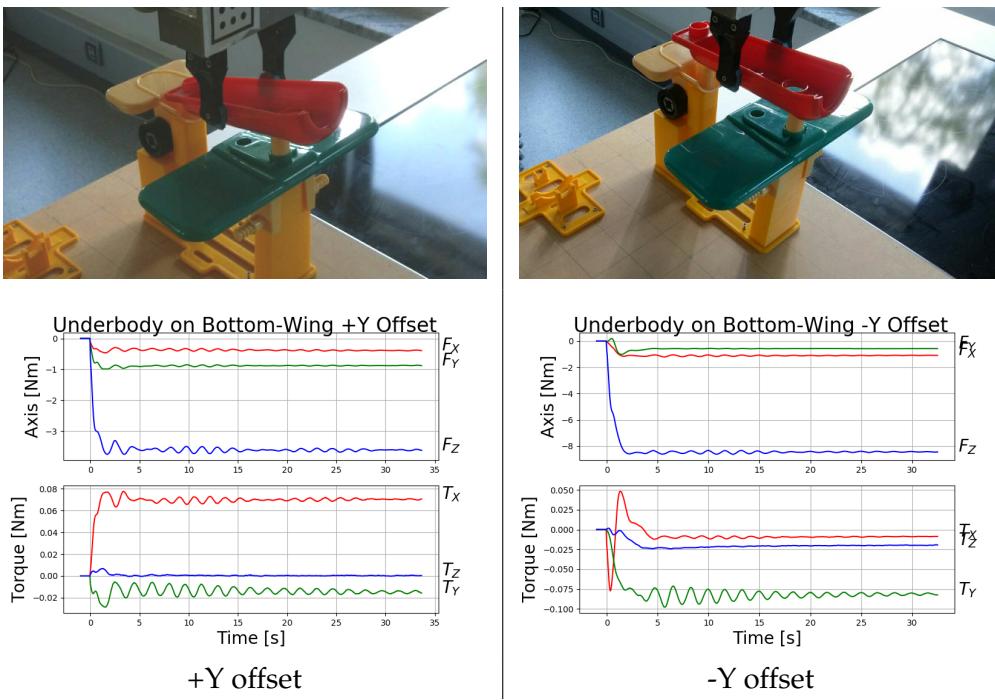 Underbody on Bottom-Wing +Y Offset
Axis [Nm]
0
−1
−2
−3
0 5 10 15 20 25 30 35
F_X
F_Y
F_Z
Torque [Nm]
0.08
0.06
0.04
0.02
0.00
−0.02
0 5 10 15 20 25 30 35
T_X
T_Z
T_Y
Time [s]
+Y offset
Underbody on Bottom-Wing -Y Offset
Axis [Nm]
0
−2
−4
−6
−8
0 5 10 15 20 25 30
F_Y
F_X
F_Z
Torque [Nm]
0.050
0.025
0.000
−0.025
−0.050
−0.075
−0.100
0 5 10 15 20 25 30
T_X
T_Z
T_Y
Time [s]
-Y offset